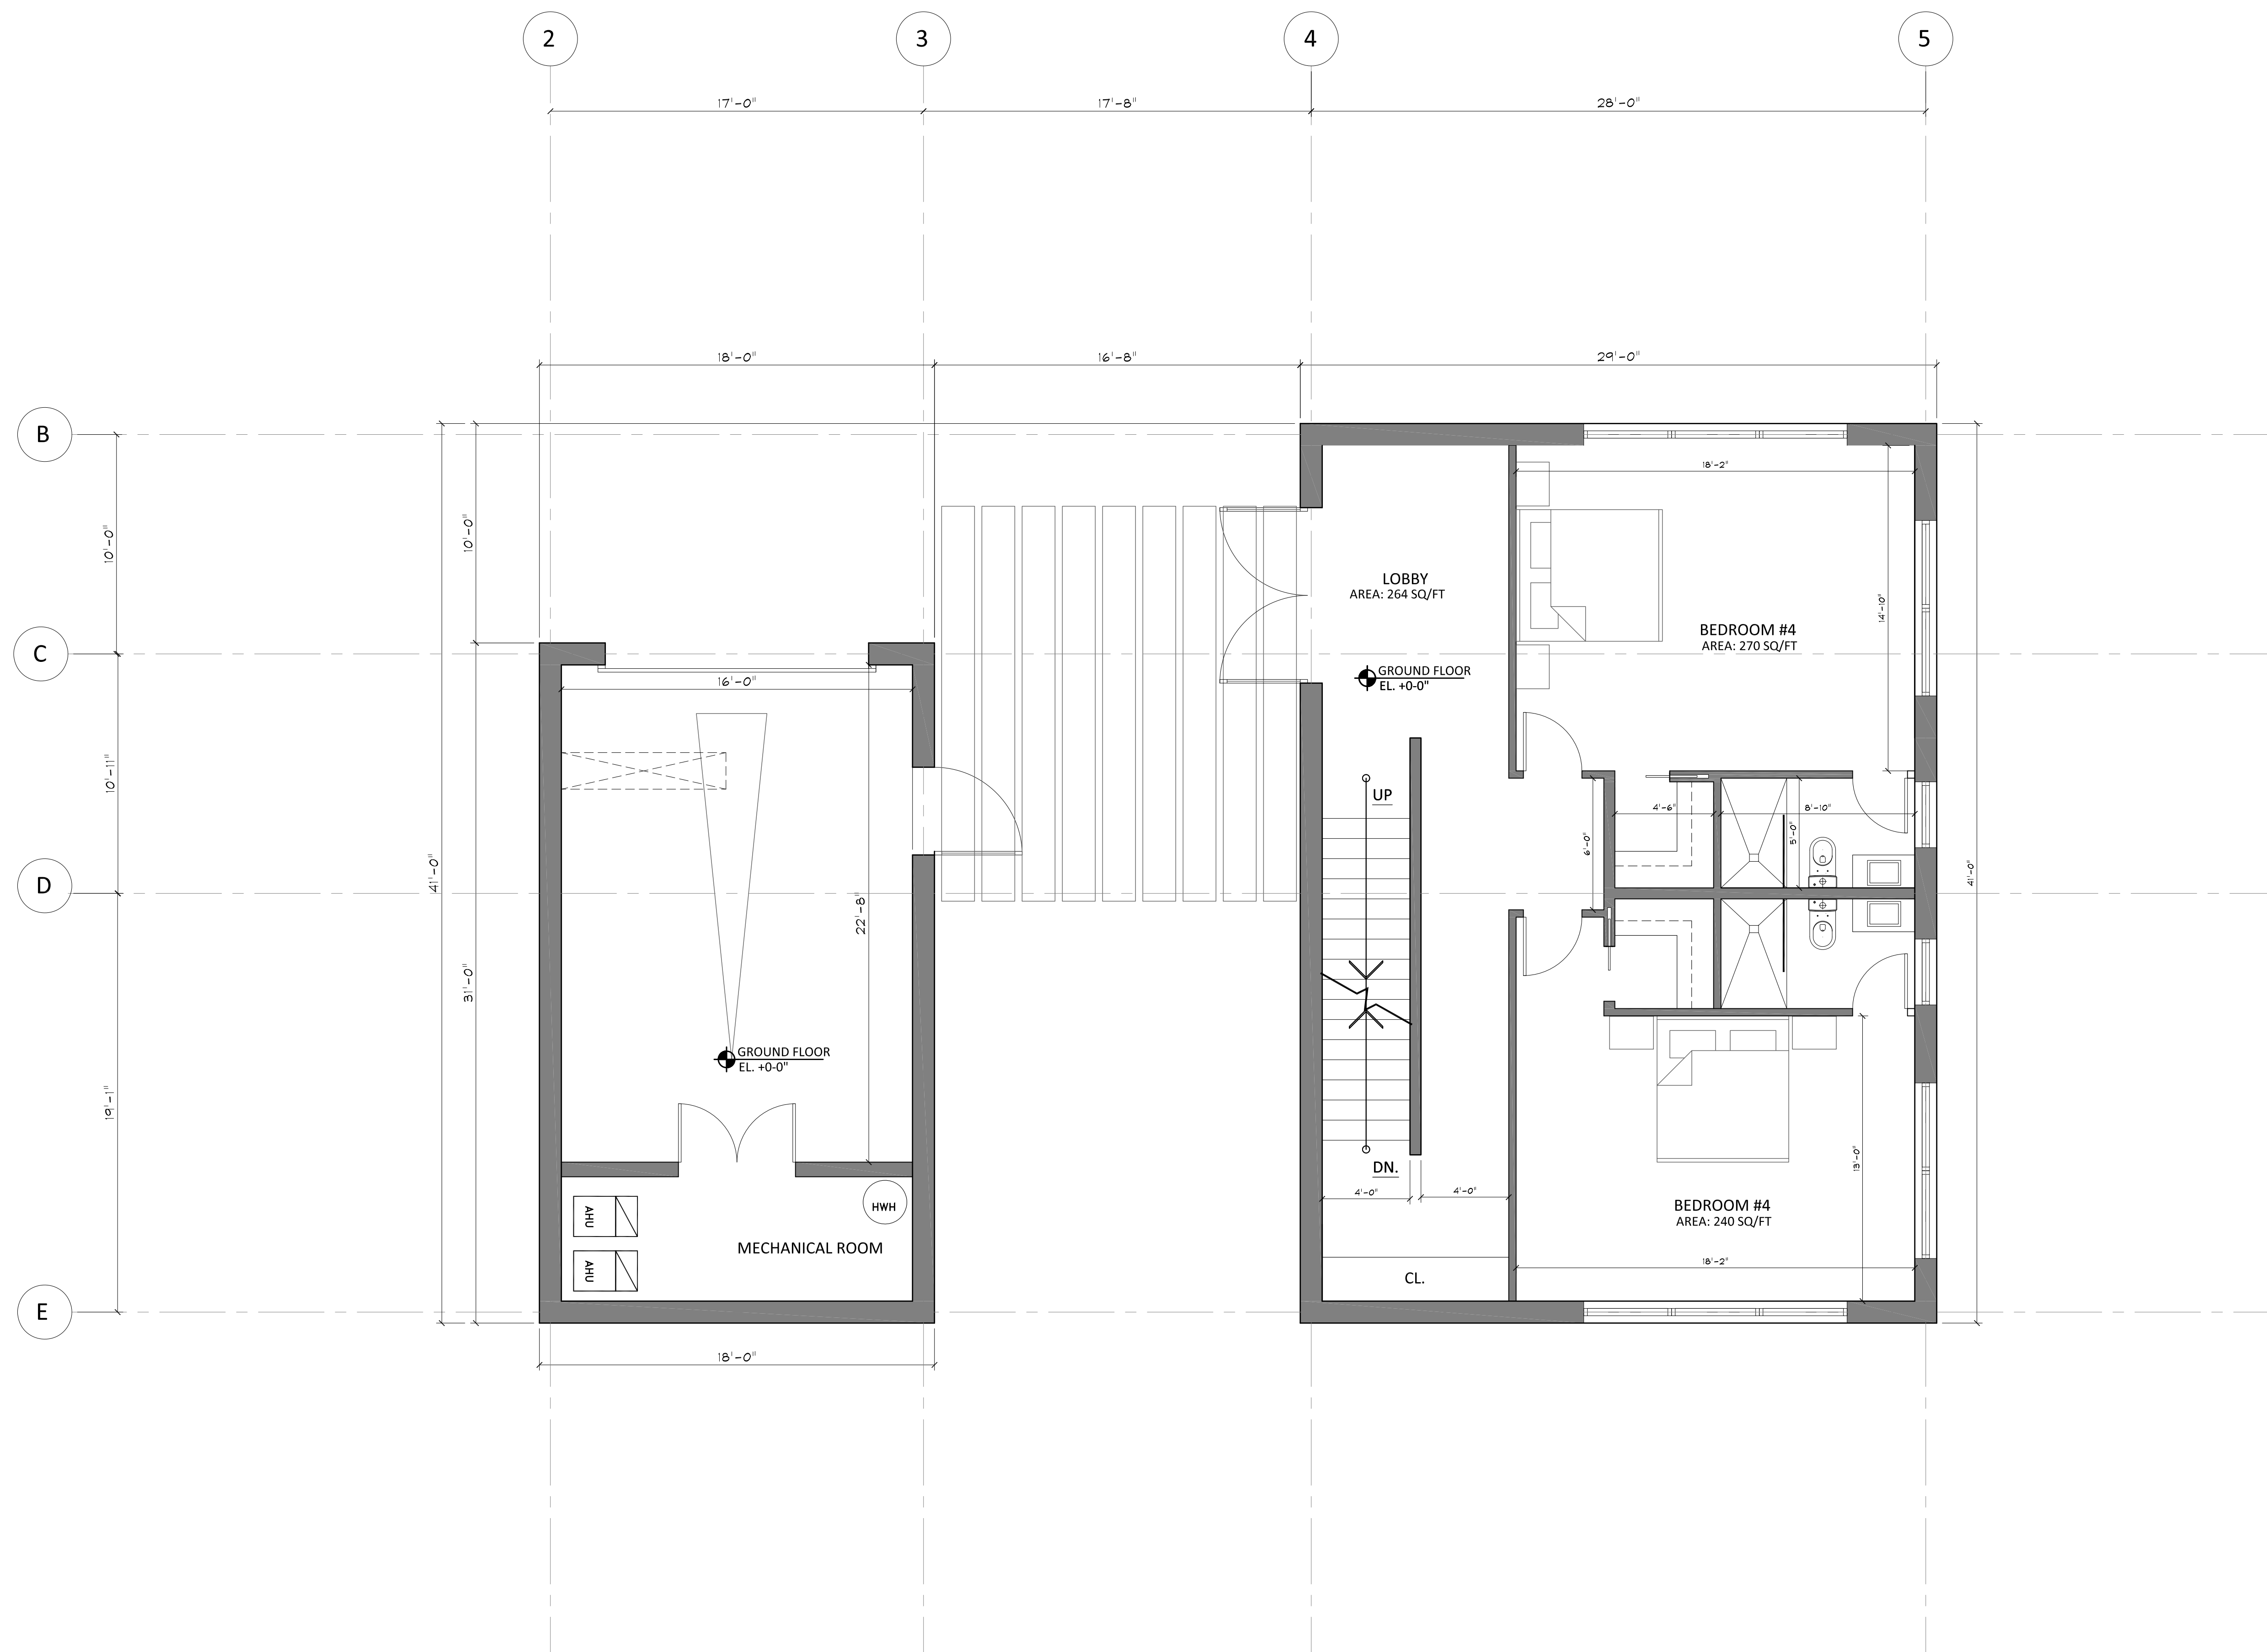 2
3
4
5
17'-0"
17'-8"
28'-0"
18'-0"
16'-8"
29'-0"
B
C
D
E
10'-0"
10'-11"
19'-1"
41'-0"
10'-0"
31'-0"
16'-0"
22'-8"
GROUND FLOOR
EL. +0-0"
AHU
AHU
HWH
MECHANICAL ROOM
18'-0"
LOBBY
AREA: 264 SQ/FT
GROUND FLOOR
EL. +0-0"
UP
DN.
4'-0"
4'-0"
CL.
18'-2"
14'-10"
BEDROOM #4
AREA: 270 SQ/FT
6'-0"
4'-6"
5'-0"
8'-10"
41'-0"
13'-0"
BEDROOM #4
AREA: 240 SQ/FT
18'-2"